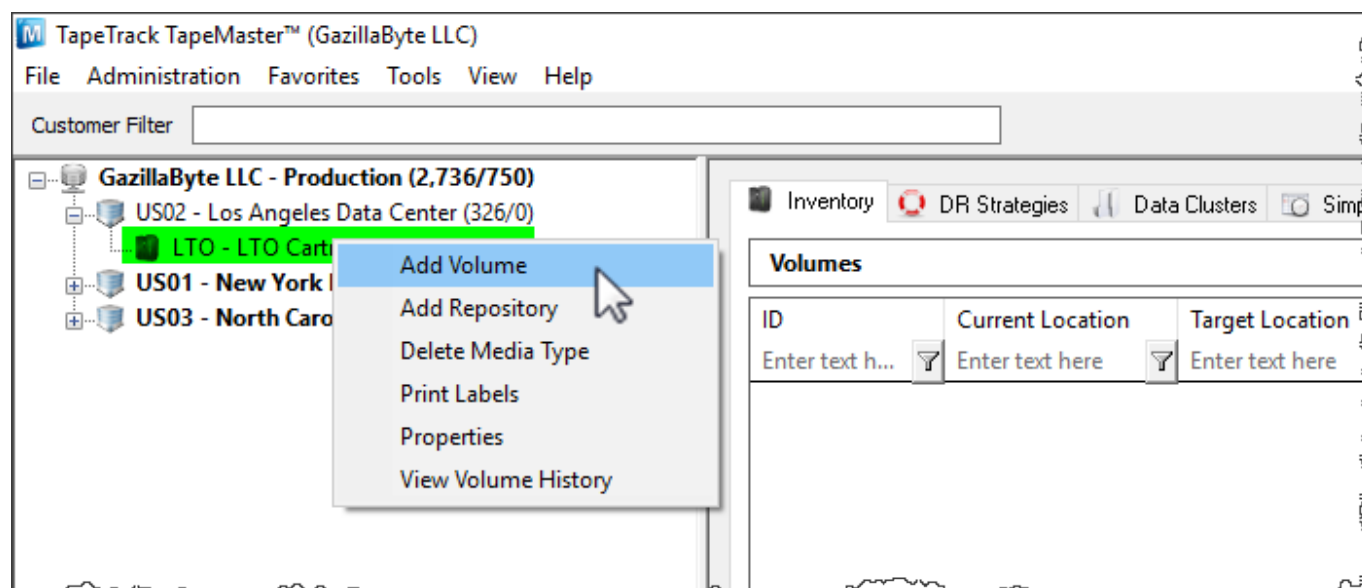 TapeTrack TapeMaster™ (GazillaByte LLC)
File Administration Favorites Tools View Help
Customer Filter
GazillaByte LLC - Production (2,736/750)
US02 - Los Angeles Data Center (326/0)
LTO - LTO
US01 - New York
US03 - North
Add Volume
Add Repository
Delete Media Type
Print Labels
Properties
View Volume History
Inventory DR Strategies Data Clusters
Volumes
ID Current Location Target Location
Enter text h... Enter text here Enter text here